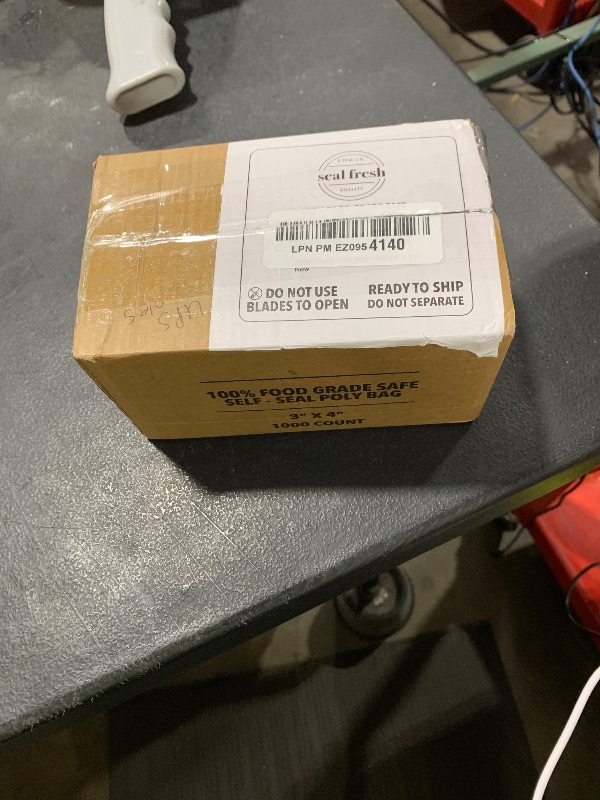 PREMIUM
seal fresh
QUALITY
LPN PM EZ0954140
New
DO NOT USE
BLADES TO OPEN
READY TO SHIP
DO NOT SEPARATE
UPS
100% FOOD GRADE SAFE
SELF - SEAL POLY BAG
3" X 4"
1000 COUNT